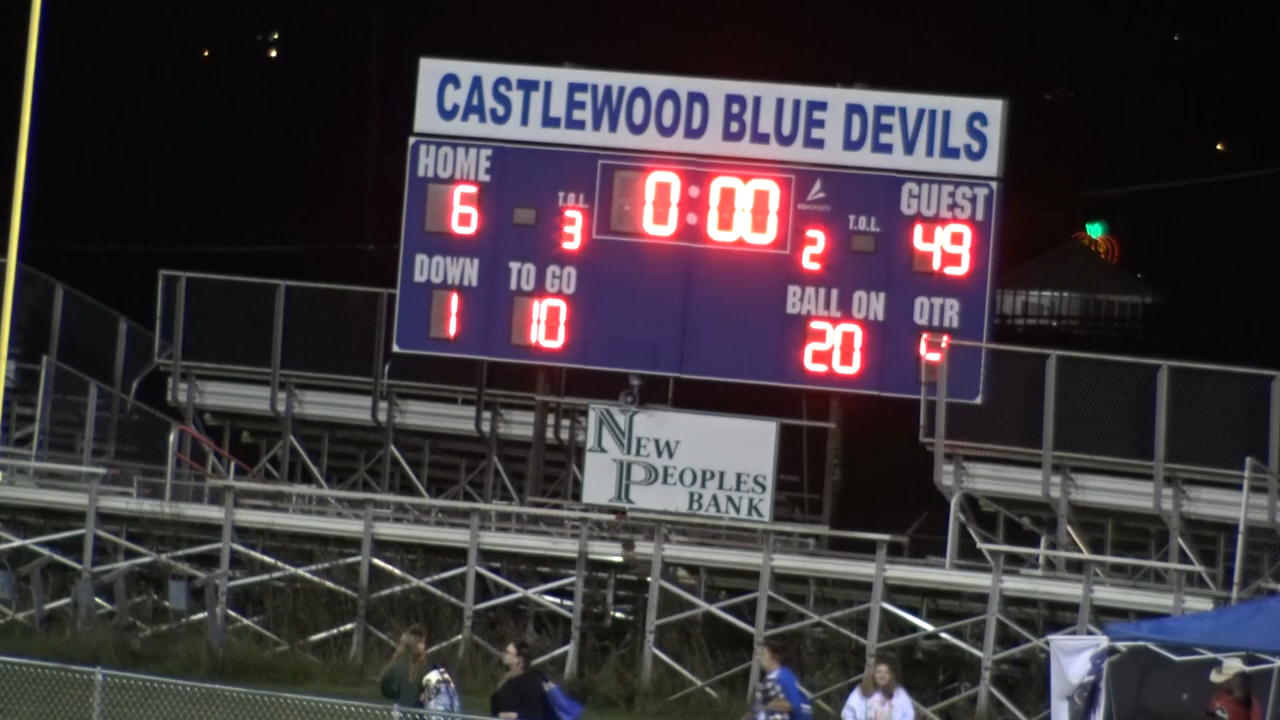 CASTLEWOOD BLUE DEVILS
HOME 6 T.O.L. 3 0:00 2 T.O.L. GUEST 49
DOWN 1 TO GO 10 BALL ON 20 QTR
NEW
PEOPLES
BANK